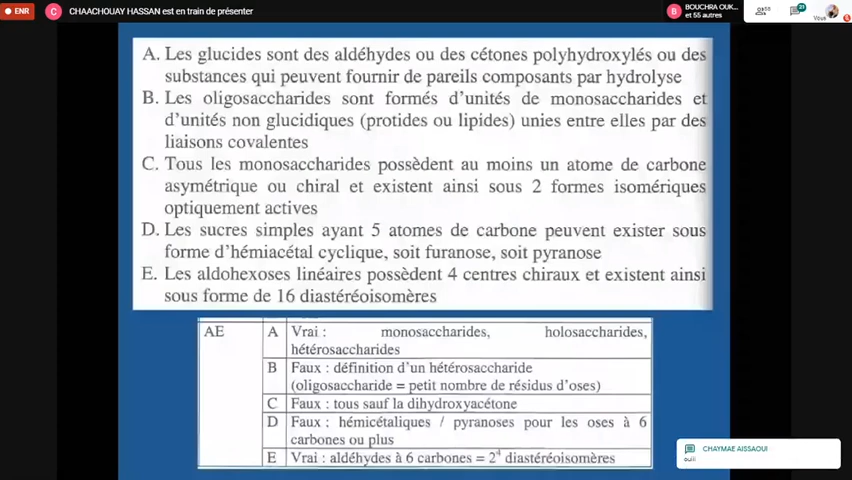 ENR
C
CHAACHOUAY HASSAN est en train de présenter
B
BOUCHRA OUK...
et 55 autres
58
21
Vous
A. Les glucides sont des aldéhydes ou des cétones polyhydroxylés ou des
substances qui peuvent fournir de pareils composants par hydrolyse
B. Les oligosaccharides sont formés d'unités de monosaccharides et
d'unités non glucidiques (protides ou lipides) unies entre elles par des
liaisons covalentes
C. Tous les monosaccharides possèdent au moins un atome de carbone
asymétrique ou chiral et existent ainsi sous 2 formes isomériques
optiquement actives
D. Les sucres simples ayant 5 atomes de carbone peuvent exister sous
forme d'hémiacétal cyclique, soit furanose, soit pyranose
E. Les aldohexoses linéaires possèdent 4 centres chiraux et existent ainsi
sous forme de 16 diastéréoisomères
AE
A Vrai : monosaccharides, holosaccharides,
hétérosaccharides
B Faux : définition d'un hétérosaccharide
(oligosaccharide = petit nombre de résidus d'oses)
C Faux : tous sauf la dihydroxyacétone
D Faux : hémicétaliques / pyranoses pour les oses à 6
carbones ou plus
E Vrai : aldéhydes à 6 carbones = 2⁴ diastéréoisomères
CHAYMAE AISSAOUI
ouii